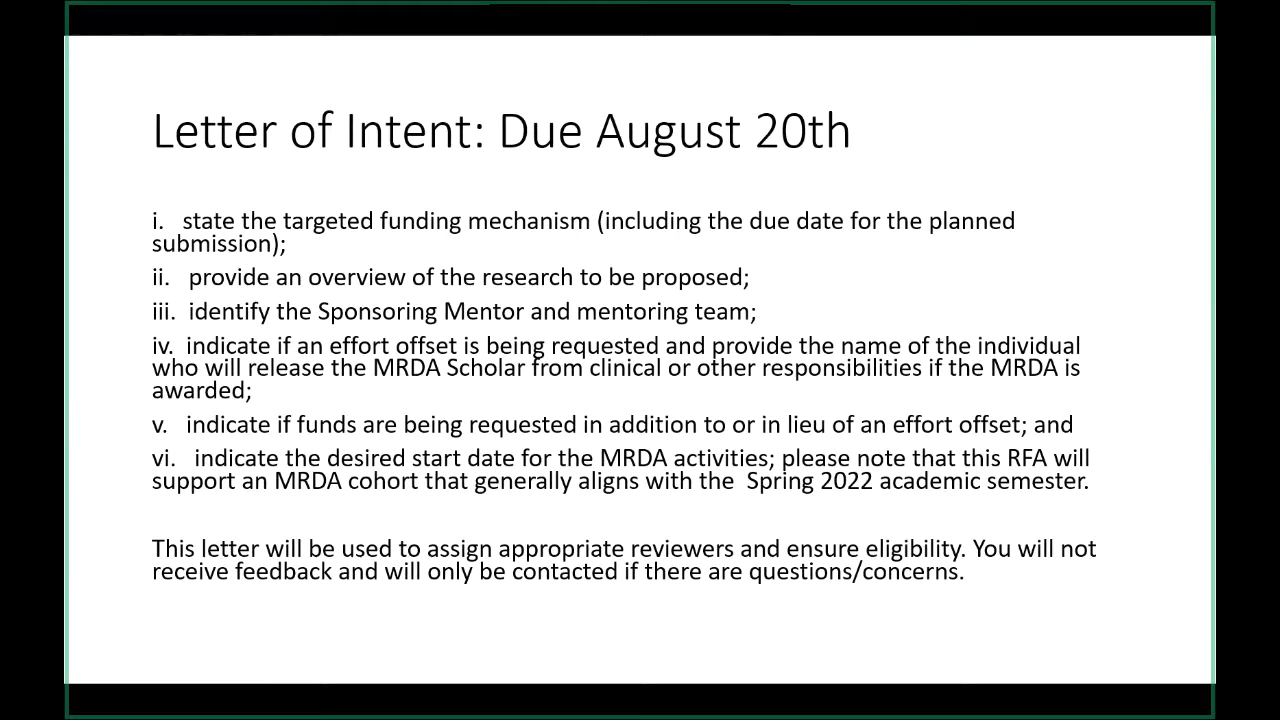 Letter of Intent: Due August 20th
i. state the targeted funding mechanism (including the due date for the planned
submission);
ii. provide an overview of the research to be proposed;
iii. identify the Sponsoring Mentor and mentoring team;
iv. indicate if an effort offset is being requested and provide the name of the individual
who will release the MRDA Scholar from clinical or other responsibilities if the MRDA is
awarded;
v. indicate if funds are being requested in addition to or in lieu of an effort offset; and
vi. indicate the desired start date for the MRDA activities; please note that this RFA will
support an MRDA cohort that generally aligns with the Spring 2022 academic semester.
This letter will be used to assign appropriate reviewers and ensure eligibility. You will not
receive feedback and will only be contacted if there are questions/concerns.